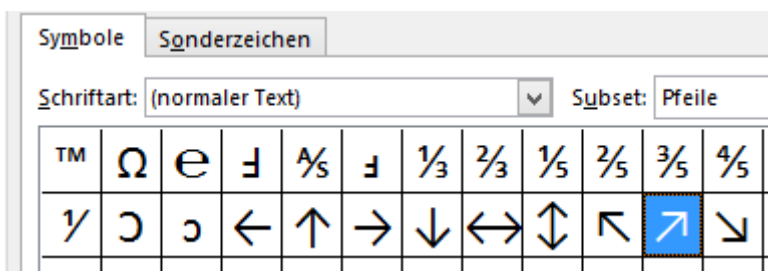 Symbole Sonderzeichen
Schriftart: (normaler Text) Subset: Pfeile
™ Ω ℮ Ⅎ ⅍ ⅎ ⅓ ⅔ ⅕ ⅖ ⅗ ⅘
⅟ Ↄ ↄ ← ↑ → ↓ ↔ ↕ ↖ ↗ ↘